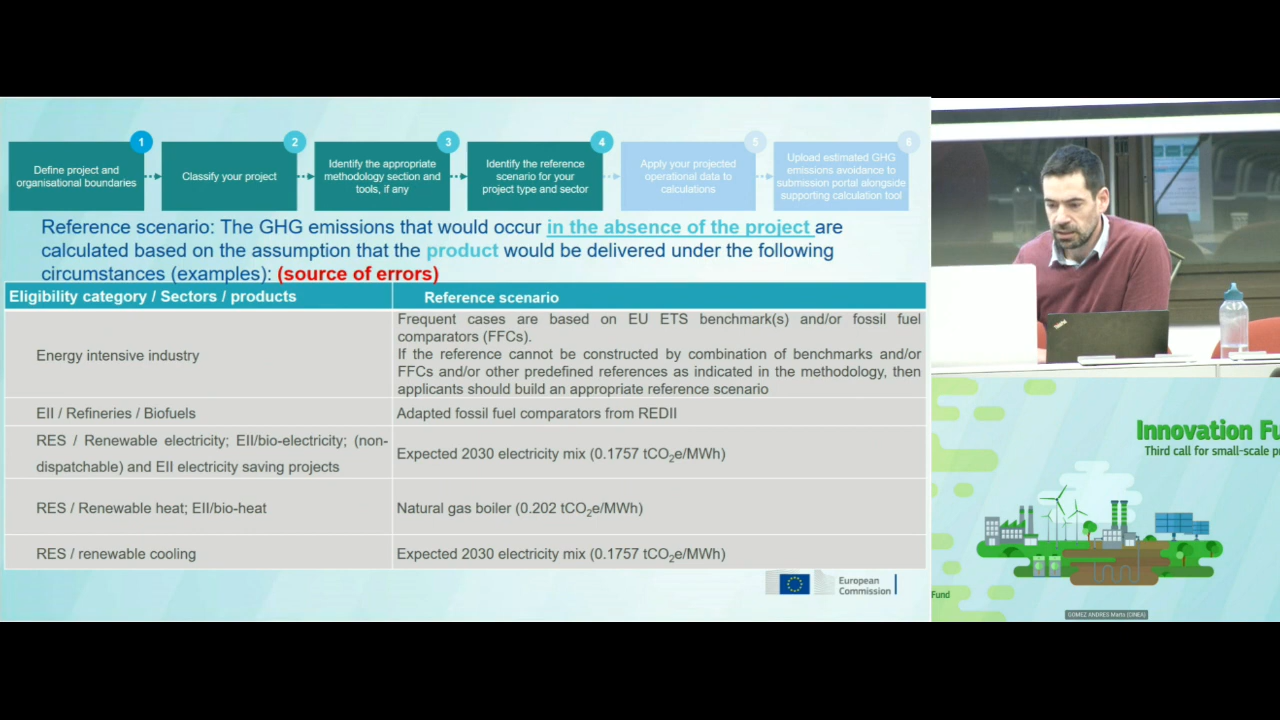 1
2
3
4
5
6
Define project and
organisational boundaries
Classify your project
Identify the appropriate
methodology section and
tools, if any
Identify the reference
scenario for your
project type and sector
Apply your projected
operational data to
calculations
Upload estimated GHG
emissions avoidance to
submission portal alongside
supporting calculation tool
Reference scenario: The GHG emissions that would occur in the absence of the project are
calculated based on the assumption that the product would be delivered under the following
circumstances (examples): (source of errors)
Eligibility category / Sectors / products
Reference scenario
Energy intensive industry
Frequent cases are based on EU ETS benchmark(s) and/or fossil fuel
comparators (FFCs).
If the reference cannot be constructed by combination of benchmarks and/or
FFCs and/or other predefined references as indicated in the methodology, then
applicants should build an appropriate reference scenario
EII / Refineries / Biofuels
Adapted fossil fuel comparators from REDII
RES / Renewable electricity; EII/bio-electricity; (non-
dispatchable) and EII electricity saving projects
Expected 2030 electricity mix (0.1757 tCO₂e/MWh)
RES / Renewable heat; EII/bio-heat
Natural gas boiler (0.202 tCO₂e/MWh)
RES / renewable cooling
Expected 2030 electricity mix (0.1757 tCO₂e/MWh)
European
Commission
ThinkPad
Innovation Fu
Third call for small-scale p
Fund
GOMEZ ANDRES Mario (CINEA)